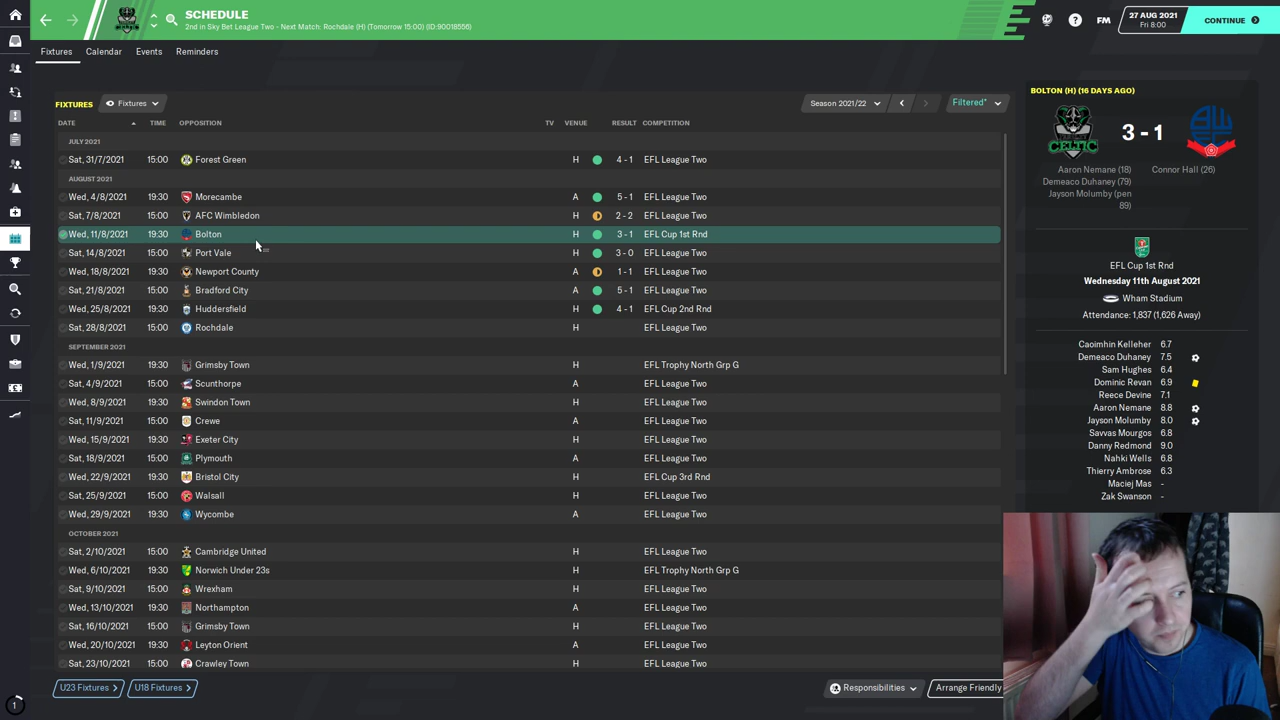 SCHEDULE
2nd in Sky Bet League Two - Next Match: Rochdale (H) (Tomorrow 15:00) (ID:90018556)
FM
27 AUG 2021
Fri 8:00
CONTINUE
Fixtures
Calendar
Events
Reminders
FIXTURES
Fixtures
Season 2021/22
Filtered*
DATE TIME OPPOSITION TV VENUE RESULT COMPETITION
JULY 2021
Sat, 31/7/2021 15:00 Forest Green H 4 - 1 EFL League Two
AUGUST 2021
Wed, 4/8/2021 19:30 Morecambe A 5 - 1 EFL League Two
Sat, 7/8/2021 15:00 AFC Wimbledon H 2 - 2 EFL League Two
Wed, 11/8/2021 19:30 Bolton H 3 - 1 EFL Cup 1st Rnd
Sat, 14/8/2021 15:00 Port Vale H 3 - 0 EFL League Two
Wed, 18/8/2021 19:30 Newport County A 1 - 1 EFL League Two
Sat, 21/8/2021 15:00 Bradford City A 5 - 1 EFL League Two
Wed, 25/8/2021 19:30 Huddersfield H 4 - 1 EFL Cup 2nd Rnd
Sat, 28/8/2021 15:00 Rochdale H EFL League Two
SEPTEMBER 2021
Wed, 1/9/2021 19:30 Grimsby Town H EFL Trophy North Grp G
Sat, 4/9/2021 15:00 Scunthorpe A EFL League Two
Wed, 8/9/2021 19:30 Swindon Town H EFL League Two
Sat, 11/9/2021 15:00 Crewe A EFL League Two
Wed, 15/9/2021 19:30 Exeter City H EFL League Two
Sat, 18/9/2021 15:00 Plymouth A EFL League Two
Wed, 22/9/2021 19:30 Bristol City H EFL Cup 3rd Rnd
Sat, 25/9/2021 15:00 Walsall H EFL League Two
Wed, 29/9/2021 19:30 Wycombe A EFL League Two
OCTOBER 2021
Sat, 2/10/2021 15:00 Cambridge United H EFL League Two
Wed, 6/10/2021 19:30 Norwich Under 23s H EFL Trophy North Grp G
Sat, 9/10/2021 15:00 Wrexham H EFL League Two
Wed, 13/10/2021 19:30 Northampton A EFL League Two
Sat, 16/10/2021 15:00 Grimsby Town H EFL League Two
Wed, 20/10/2021 19:30 Leyton Orient A EFL League Two
Sat, 23/10/2021 15:00 Crawley Town H EFL League Two
U23 Fixtures
U18 Fixtures
Responsibilities
Arrange Friendly
BOLTON (H) (16 DAYS AGO)
CELTIC
3 - 1
Aaron Nemane (18)
Demeaco Duhaney (79)
Jayson Molumby (pen
89)
Connor Hall (26)
EFL Cup 1st Rnd
Wednesday 11th August 2021
Wham Stadium
Attendance: 1,837 (1,626 Away)
Caoimhin Kelleher 6.7
Demeaco Duhaney 7.5
Sam Hughes 6.4
Dominic Revan 6.9
Reece Devine 7.1
Aaron Nemane 8.8
Jayson Molumby 8.0
Savvas Mourgos 6.8
Danny Redmond 9.0
Nahki Wells 6.8
Thierry Ambrose 6.3
Maciej Mas -
Zak Swanson -
1